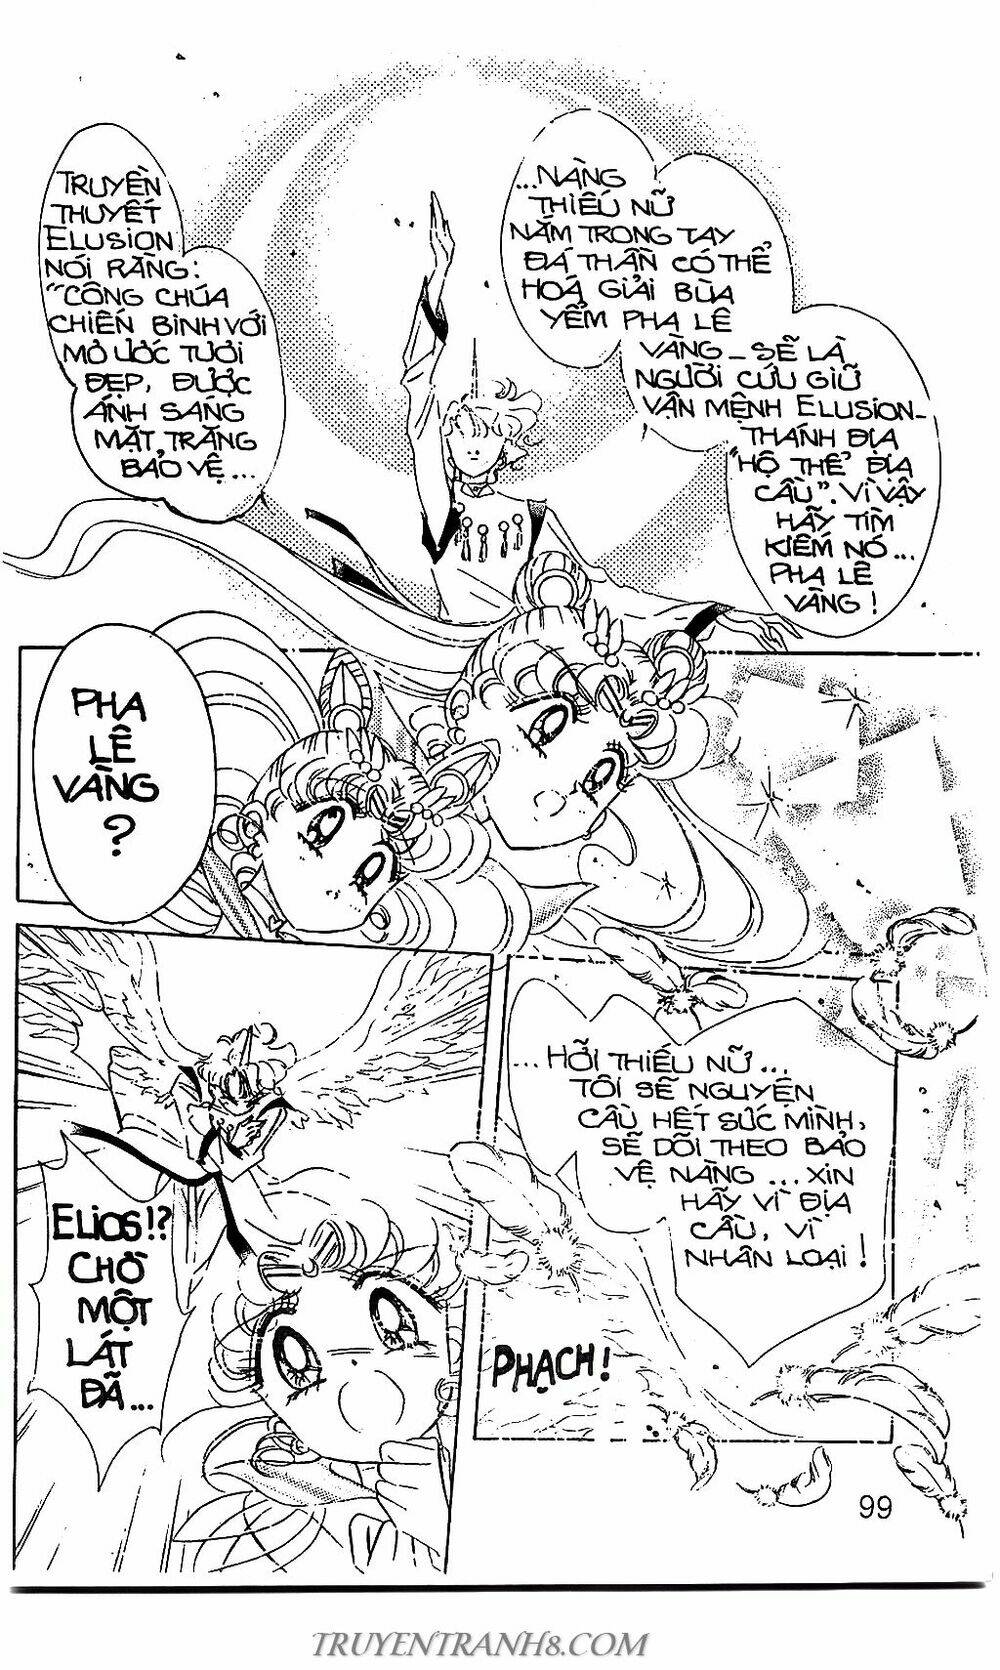 TRUYỀN
THUYẾT
ELUSION
NÓI RẰNG:
"CÔNG CHÚA
CHIẾN BINH VỚI
MƠ ƯỚC TƯƠI
ĐẸP, ĐƯỢC
ÁNH SÁNG
MẶT TRĂNG
BẢO VỆ...
...NÀNG
THIẾU NỮ
NẮM TRONG TAY
ĐÁ THẦN CÓ THỂ
HOÁ GIẢI BÙA
YỂM PHA LÊ
VÀNG_ SẼ LÀ
NGƯỜI CỨU GIỮ
VẬN MỆNH ELUSION_
THÁNH ĐỊA
"HỘ THỂ" ĐỊA
CẦU". VÌ VẬY
HÃY TÌM
KIẾM NÓ...
PHA LÊ
VÀNG!
PHA
LÊ
VÀNG
?
...HỠI THIẾU NỮ...
TÔI SẼ NGUYỆN
CẦU HẾT SỨC MÌNH,
SẼ DÕI THEO BẢO
VỆ NÀNG...XIN
HÃY VÌ ĐỊA
CẦU, VÌ
NHÂN LOẠI!
ELIOS!?
CHỜ
MỘT
LÁT
ĐÃ...
PHẠCH!
99
TRUYENTRANH8.COM